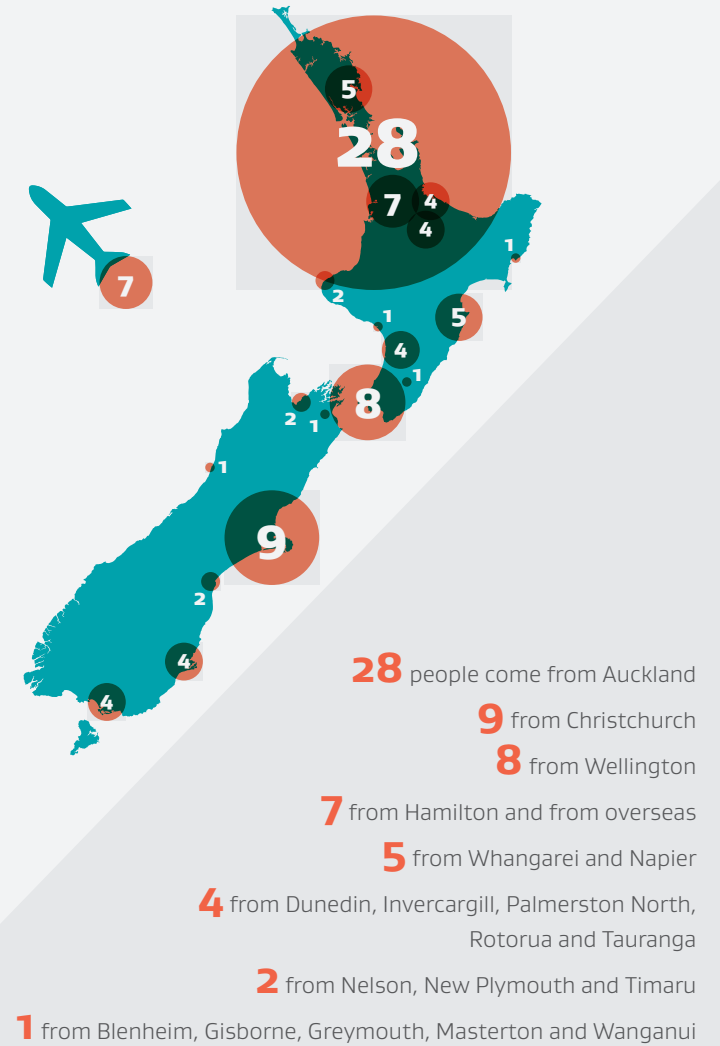 5
28
7
4
4
1
7
2
1
5
4
1
8
2
1
1
9
2
4
4
28 people come from Auckland
9 from Christchurch
8 from Wellington
7 from Hamilton and from overseas
5 from Whangarei and Napier
4 from Dunedin, Invercargill, Palmerston North,
Rotorua and Tauranga
2 from Nelson, New Plymouth and Timaru
1 from Blenheim, Gisborne, Greymouth, Masterton and Wanganui